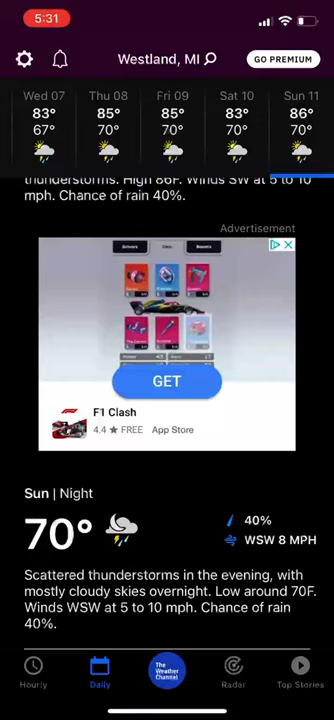 5:31
Westland, MI
GO PREMIUM
Wed 07
Thu 08
Fri 09
Sat 10
Sun 11
83°
85°
85°
83°
86°
67°
70°
70°
70°
70°
thunderstorms. High 86F. Winds SW at 5 to 10
mph. Chance of rain 40%.
Advertisement
GET
F1 Clash
4.4 ★ FREE App Store
Sun | Night
70°
40%
WSW 8 MPH
Scattered thunderstorms in the evening, with
mostly cloudy skies overnight. Low around 70F.
Winds WSW at 5 to 10 mph. Chance of rain
40%.
The
Weather
Channel
Hourly
Daily
Radar
Top Stories